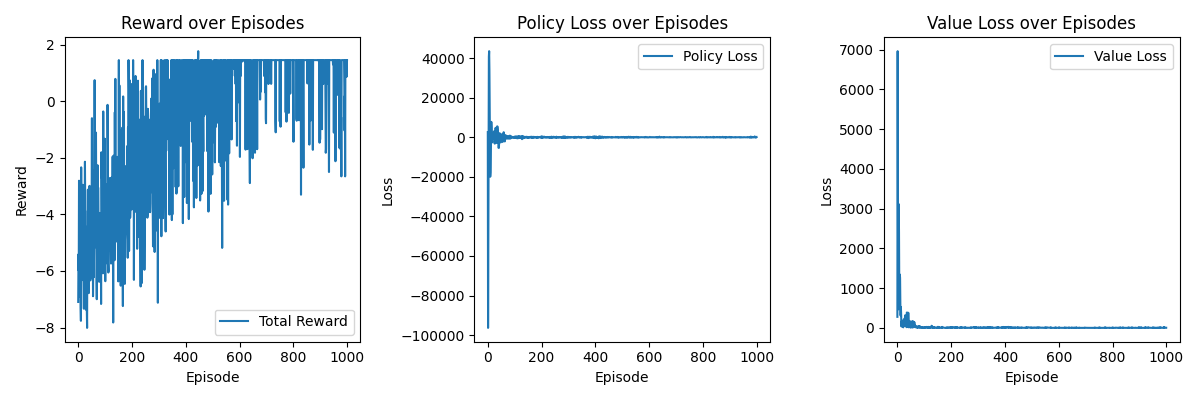 Reward over Episodes
2
0
−2
−4
−6
−8
Reward
Total Reward
0 200 400 600 800 1000
Episode
Policy Loss over Episodes
40000
20000
0
−20000
−40000
−60000
−80000
−100000
Loss
Policy Loss
0 200 400 600 800 1000
Episode
Value Loss over Episodes
7000
6000
5000
4000
3000
2000
1000
0
Loss
Value Loss
0 200 400 600 800 1000
Episode